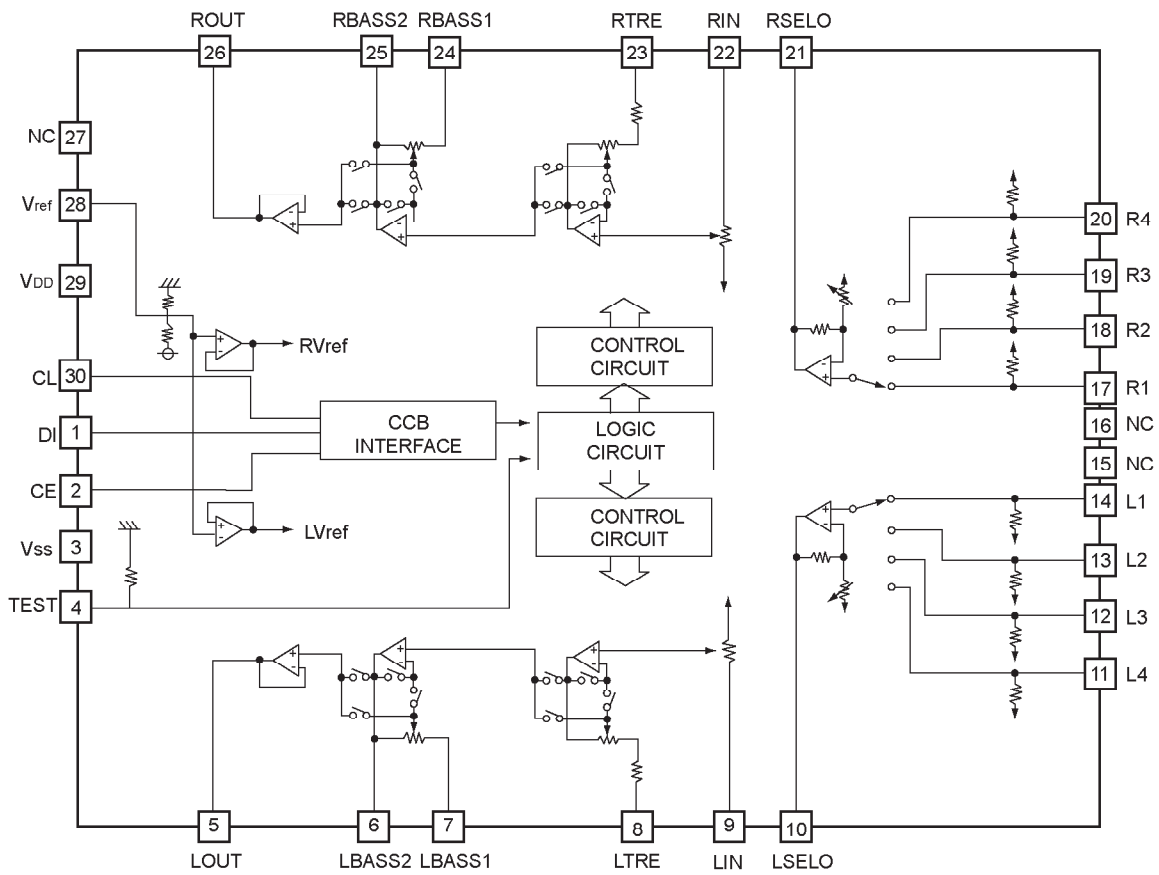 ROUT RBASS2 RBASS1 RTRE RIN RSELO
26 25 24 23 22 21
NC 27
Vref 28
20 R4
VDD 29
19 R3
18 R2
RVref
CONTROL
CIRCUIT
CL 30
17 R1
CCB
INTERFACE
LOGIC
CIRCUIT
16 NC
DI 1
15 NC
CE 2
14 L1
LVref
CONTROL
CIRCUIT
Vss 3
13 L2
TEST 4
12 L3
11 L4
+
-
+
-
+
-
+
-
+
-
+
-
+
-
+
-
+
-
+
-
5 6 7 8 9 10
LOUT LBASS2 LBASS1 LTRE LIN LSELO